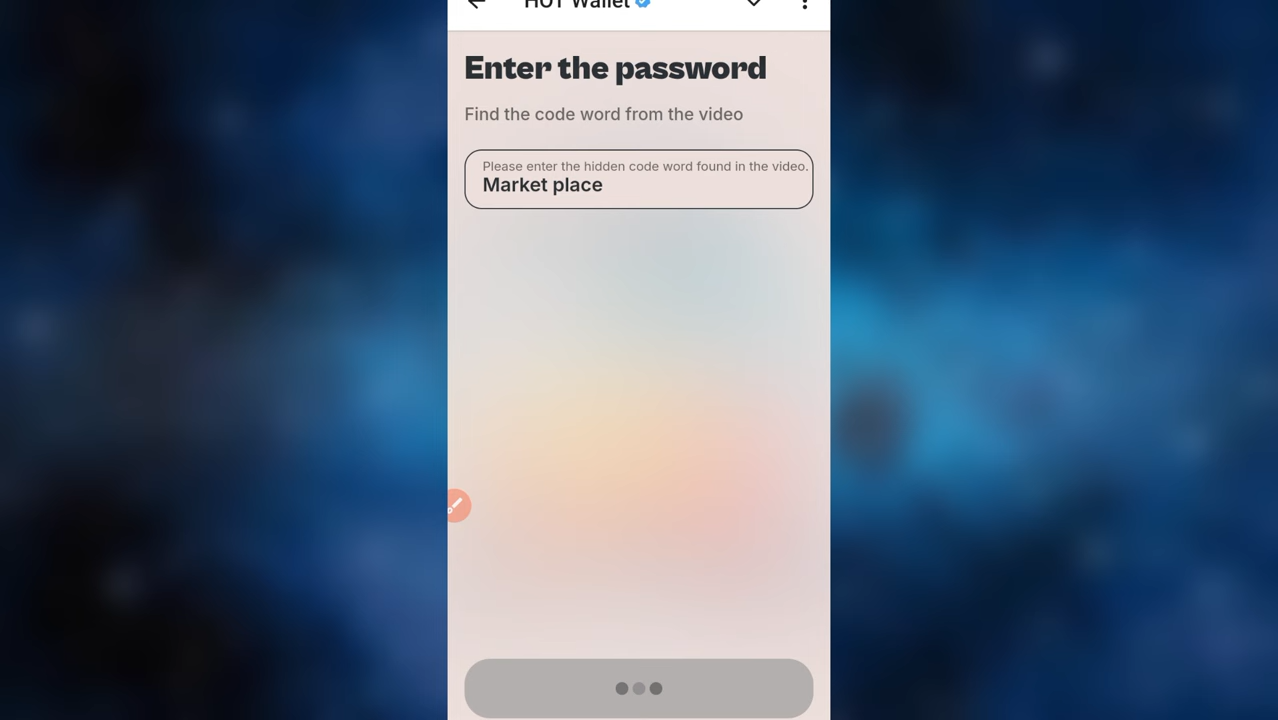 HOT Wallet
Enter the password
Find the code word from the video
Please enter the hidden code word found in the video.
Market place